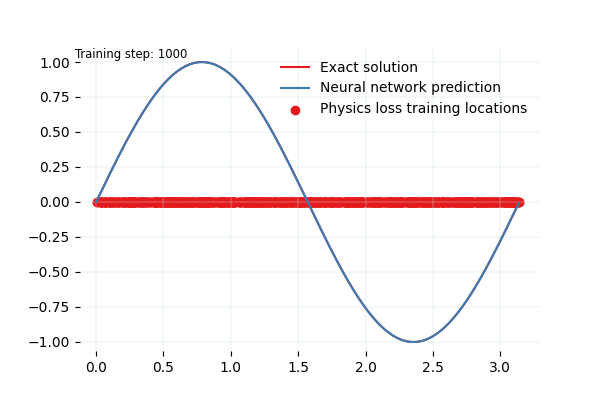 Training step: 1000
Exact solution
Neural network prediction
Physics loss training locations
1.00
0.75
0.50
0.25
0.00
−0.25
−0.50
−0.75
−1.00
0.0 0.5 1.0 1.5 2.0 2.5 3.0